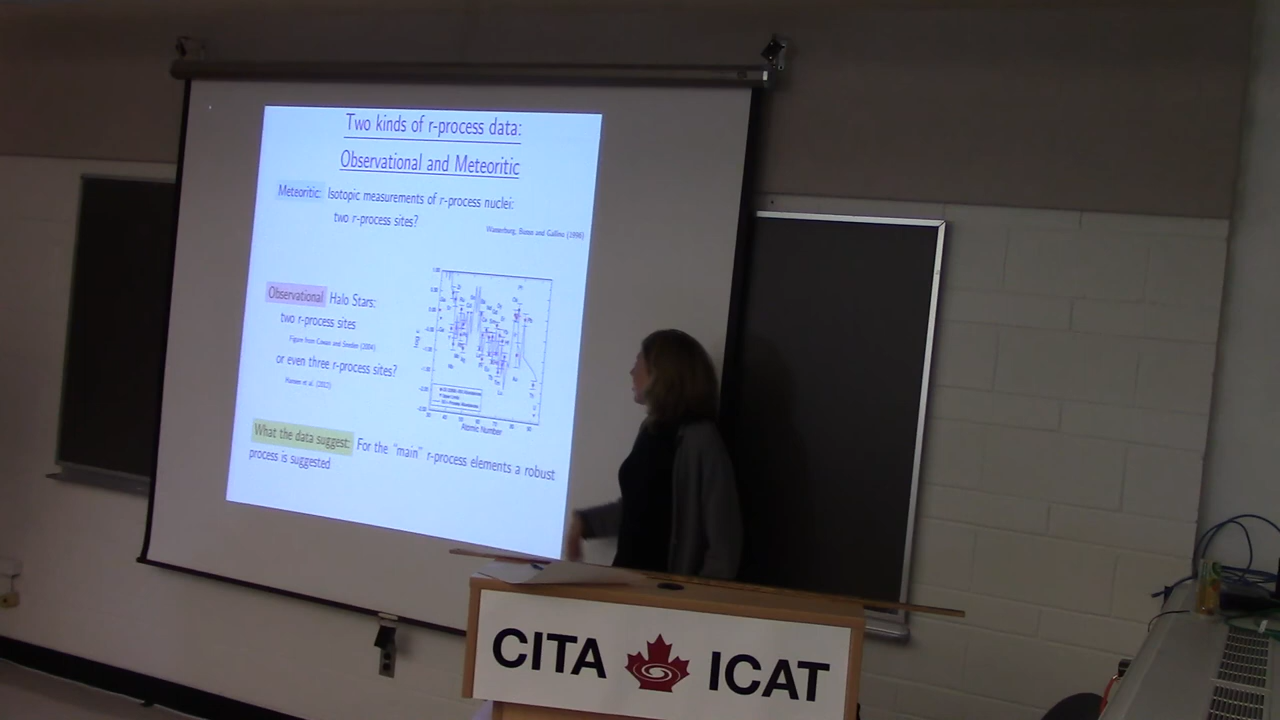 Two kinds of r-process data:
Observational and Meteoritic
Meteoritic: Isotopic measurements of r-process nuclei:
two r-process sites?
Wasserburg, Busso and Gallino (1996)
Observational Halo Stars:
two r-process sites
Figure from Cowan and Sneden (2004)
or even three r-process sites?
Hansen et al. (2012)
Atomic Number
What the data suggest: For the "main" r-process elements a robust
process is suggested
CITA ICAT